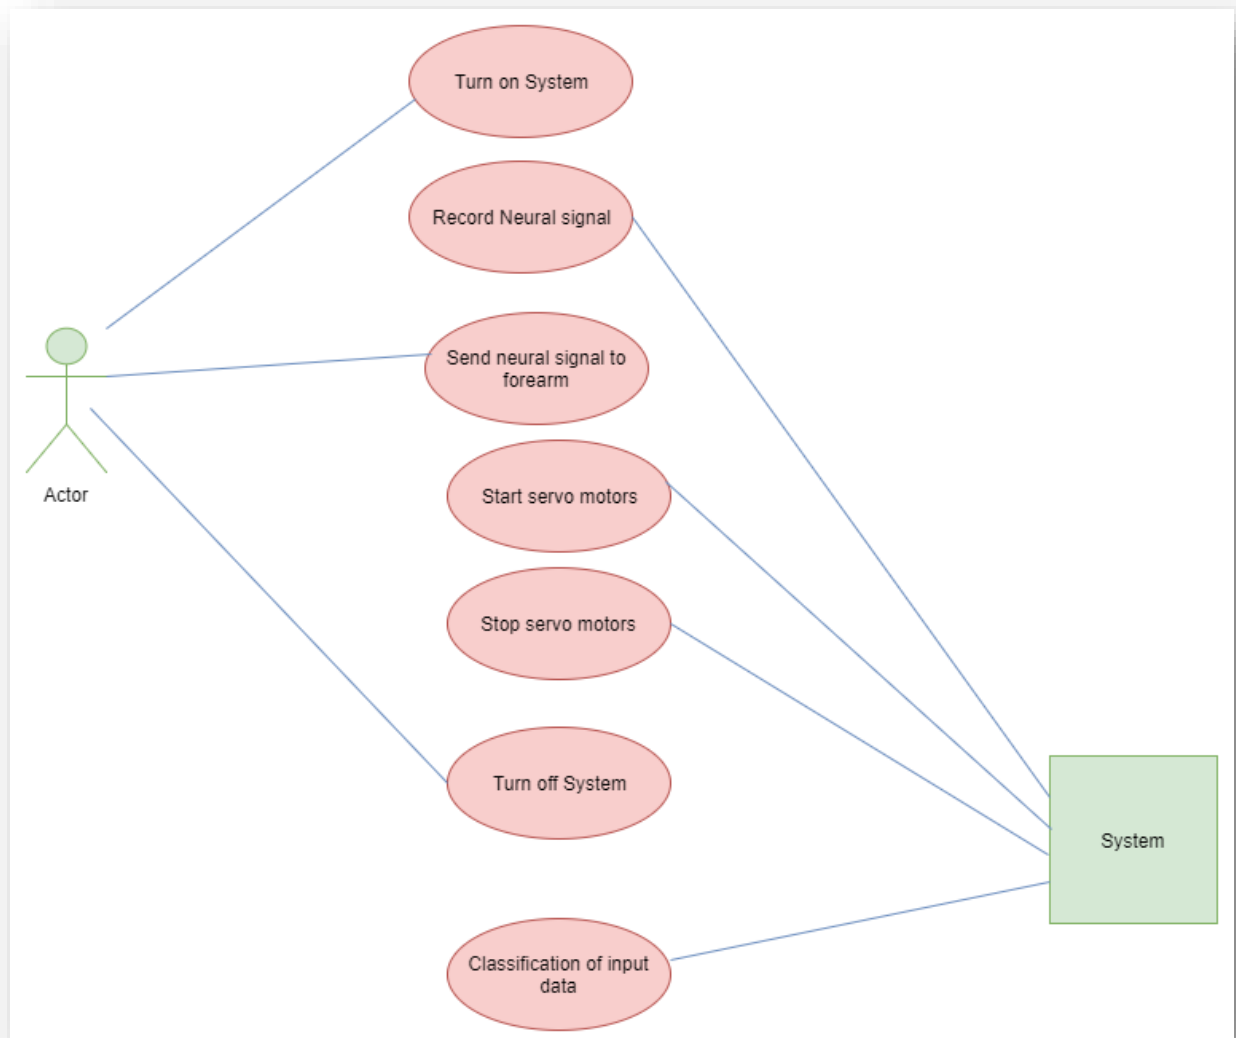 Turn on System
Record Neural signal
Send neural signal to
forearm
Start servo motors
Actor
Stop servo motors
Turn off System
System
Classification of input
data